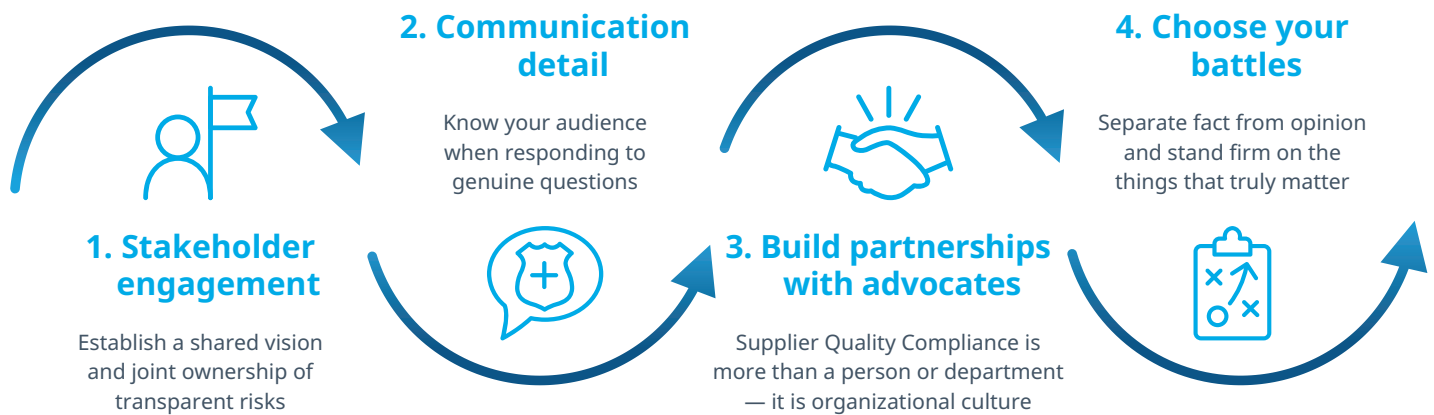 1. Stakeholder
engagement
Establish a shared vision
and joint ownership of
transparent risks
2. Communication
detail
Know your audience
when responding to
genuine questions
3. Build partnerships
with advocates
Supplier Quality Compliance is
more than a person or department
— it is organizational culture
4. Choose your
battles
Separate fact from opinion
and stand firm on the
things that truly matter